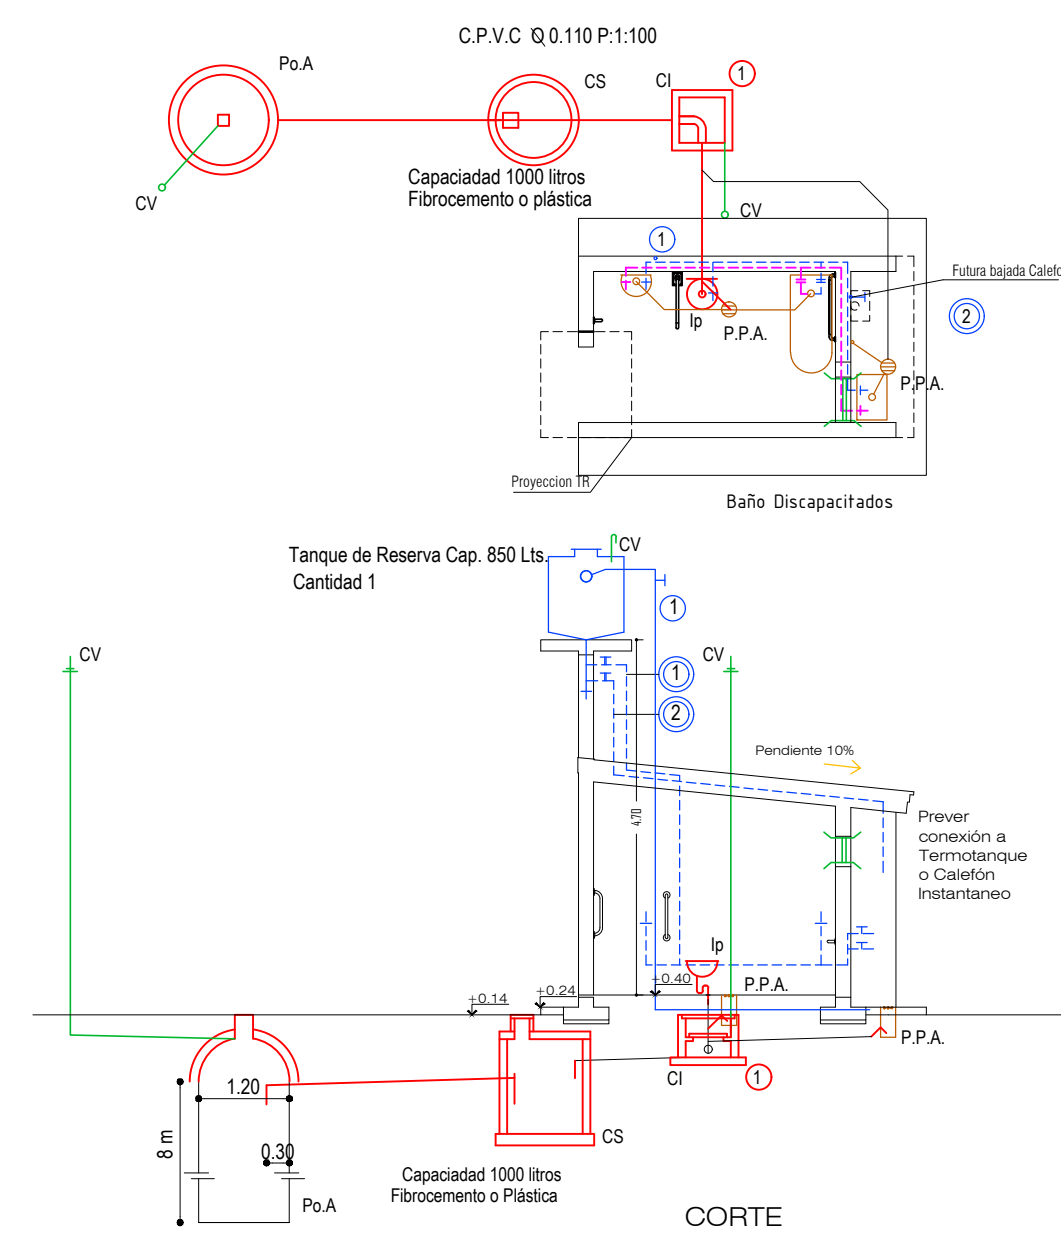 C.P.V.C Ø 0.110 P:1:100
Po.A
CS
CI
1
CV
Capaciadad 1000 litros
Fibrocemento o plástica
CV
1
Futura bajada Calefo
2
Ip
P.P.A.
P.P.A.
Proyeccion TR
Baño Discapacitados
Tanque de Reserva Cap. 850 Lts.
Cantidad 1
CV
1
CV
CV
1
2
Pendiente 10%
4.70
Prever
conexión a
Termotanque
o Calefón
Instantaneo
Ip
+0.40
P.P.A.
+0.24
+0.14
P.P.A.
CI
1
1.20
8 m
0.30
CS
Po.A
Capaciadad 1000 litros
Fibrocemento o Plástica
CORTE